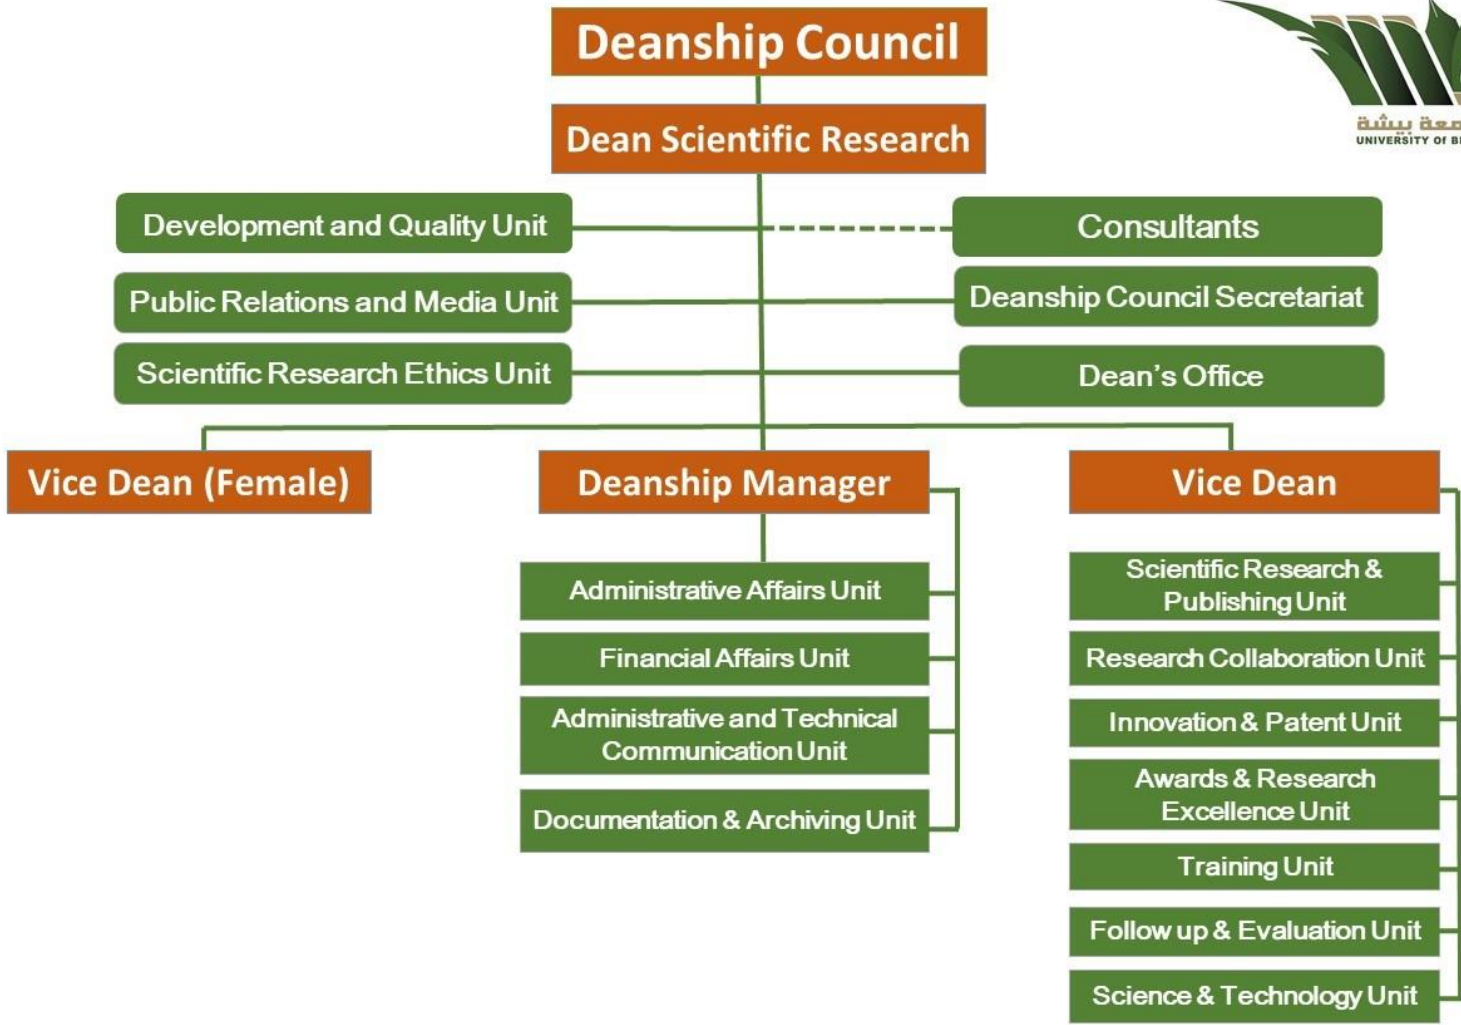 Deanship Council
Dean Scientific Research
بيشة
UNIVERSITY OF
Development and Quality Unit
Consultants
Public Relations and Media Unit
Deanship Council Secretariat
Scientific Research Ethics Unit
Dean's Office
Vice Dean (Female)
Deanship Manager
Vice Dean
Administrative Affairs Unit
Financial Affairs Unit
Administrative and Technical
Communication Unit
Documentation & Archiving Unit
Scientific Research &
Publishing Unit
Research Collaboration Unit
Innovation & Patent Unit
Awards & Research
Excellence Unit
Training Unit
Follow up & Evaluation Unit
Science & Technology Unit